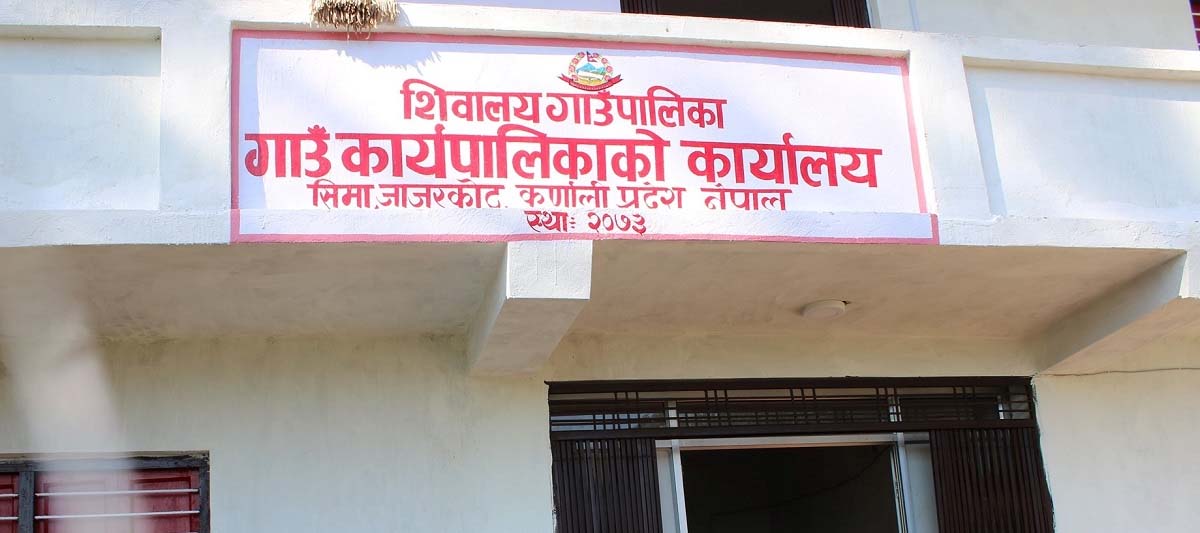 शिवालय गाउँपालिका
गाउँ कार्यपालिकाको कार्यालय
सिमा,जाजरकोट, कर्णाली प्रदेश, नेपाल
स्थाः २०७३